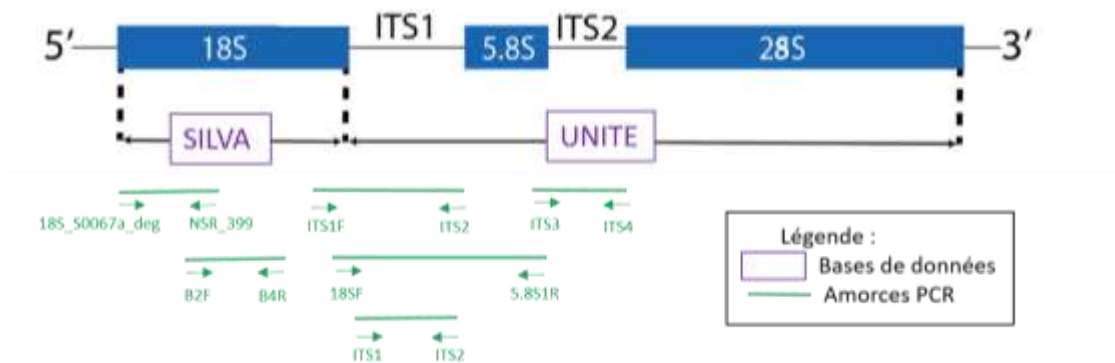 5′ 18S ITS1 5.8S ITS2 28S 3′
SILVA UNITE
18S_S0067a_deg NSR_399 ITS1F ITS2 ITS3 ITS4
B2F B4R 18SF 5.8S1R
ITS1 ITS2
Légende :
Bases de données
Amorces PCR